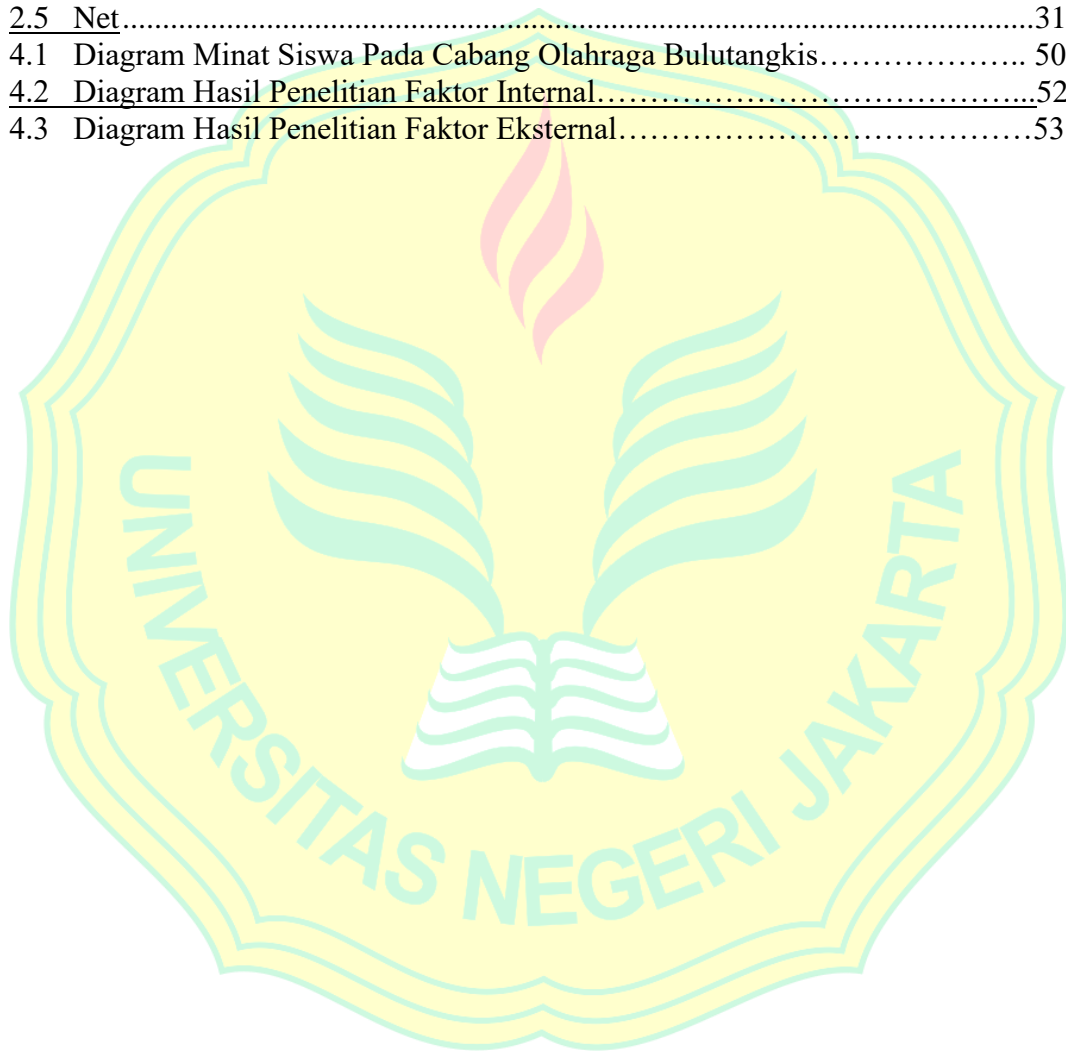 2.5 Net.......................................................................................................................31
4.1 Diagram Minat Siswa Pada Cabang Olahraga Bulutangkis……………….. 50
4.2 Diagram Hasil Penelitian Faktor Internal…………………………………...52
4.3 Diagram Hasil Penelitian Faktor Eksternal…………………………………53
UNIVERSITAS NEGERI JAKARTA